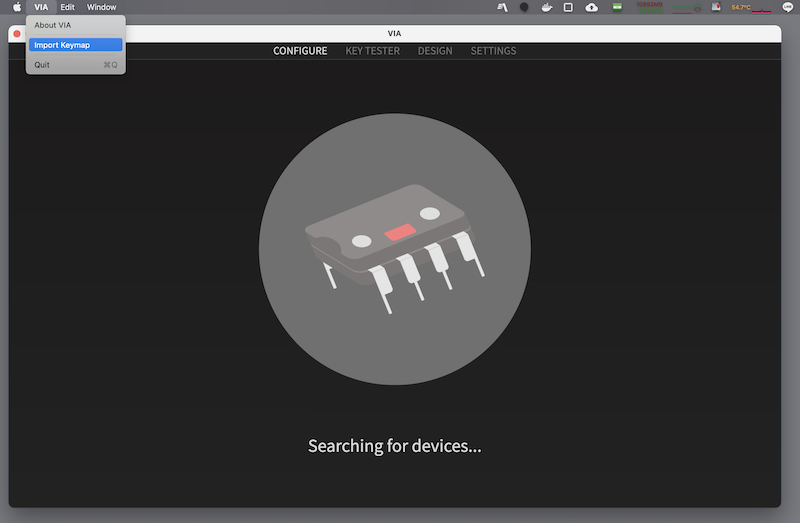 VIA Edit Window
54.7°C
About VIA
Import Keymap
Quit ⌘Q
VIA
CONFIGURE KEY TESTER DESIGN SETTINGS
Searching for devices...